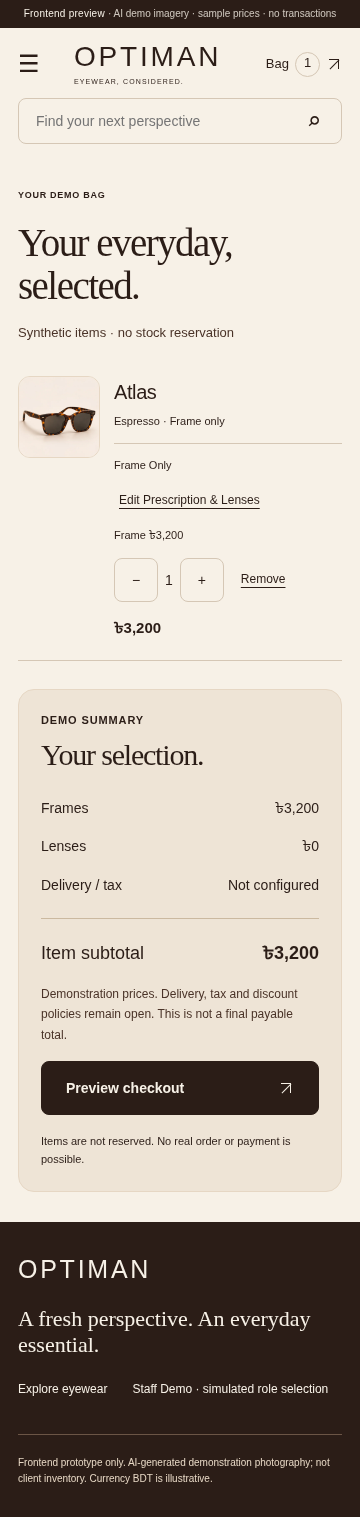 Frontend preview · AI demo imagery · sample prices · no transactions
OPTIMAN
EYEWEAR, CONSIDERED.
Bag 1
Find your next perspective
YOUR DEMO BAG
Your everyday,
selected.
Synthetic items · no stock reservation
Atlas
Espresso · Frame only
Frame Only
Edit Prescription & Lenses
Frame ৳3,200
− 1 + Remove
৳3,200
DEMO SUMMARY
Your selection.
Frames ৳3,200
Lenses ৳0
Delivery / tax Not configured
Item subtotal ৳3,200
Demonstration prices. Delivery, tax and discount
policies remain open. This is not a final payable
total.
Preview checkout
Items are not reserved. No real order or payment is
possible.
OPTIMAN
A fresh perspective. An everyday
essential.
Explore eyewear Staff Demo · simulated role selection
Frontend prototype only. AI-generated demonstration photography; not
client inventory. Currency BDT is illustrative.